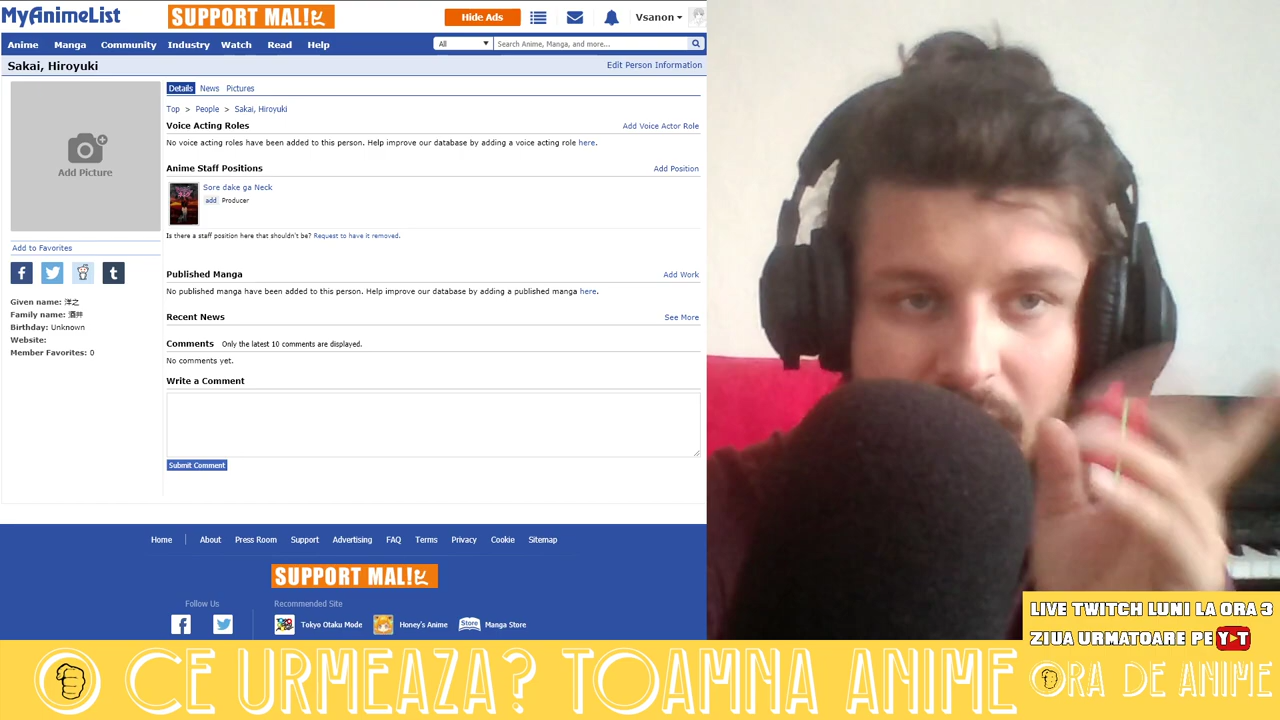 MyAnimeList
SUPPORT MAL!
Hide Ads
Vsanon
Anime Manga Community Industry Watch Read Help
All
Search Anime, Manga, and more...
Sakai, Hiroyuki
Edit Person Information
Add Picture
Add to Favorites
Given name: 洋之
Family name: 酒井
Birthday: Unknown
Website:
Member Favorites: 0
Details News Pictures
Top > People > Sakai, Hiroyuki
Voice Acting Roles
Add Voice Actor Role
No voice acting roles have been added to this person. Help improve our database by adding a voice acting role here.
Anime Staff Positions
Add Position
Sore dake ga Neck
add Producer
Is there a staff position here that shouldn't be? Request to have it removed.
Published Manga
Add Work
No published manga have been added to this person. Help improve our database by adding a published manga here.
Recent News
See More
Comments Only the latest 10 comments are displayed.
No comments yet.
Write a Comment
Submit Comment
Home About Press Room Support Advertising FAQ Terms Privacy Cookie Sitemap
SUPPORT MAL!
Follow Us
Recommended Site
Tokyo Otaku Mode
Honey's Anime
Store
Manga Store
LIVE TWITCH LUNI LA ORA 3
ZIUA URMATOARE PE Y T
CE URMEAZA? TOAMNA ANIME
ORA DE ANIME